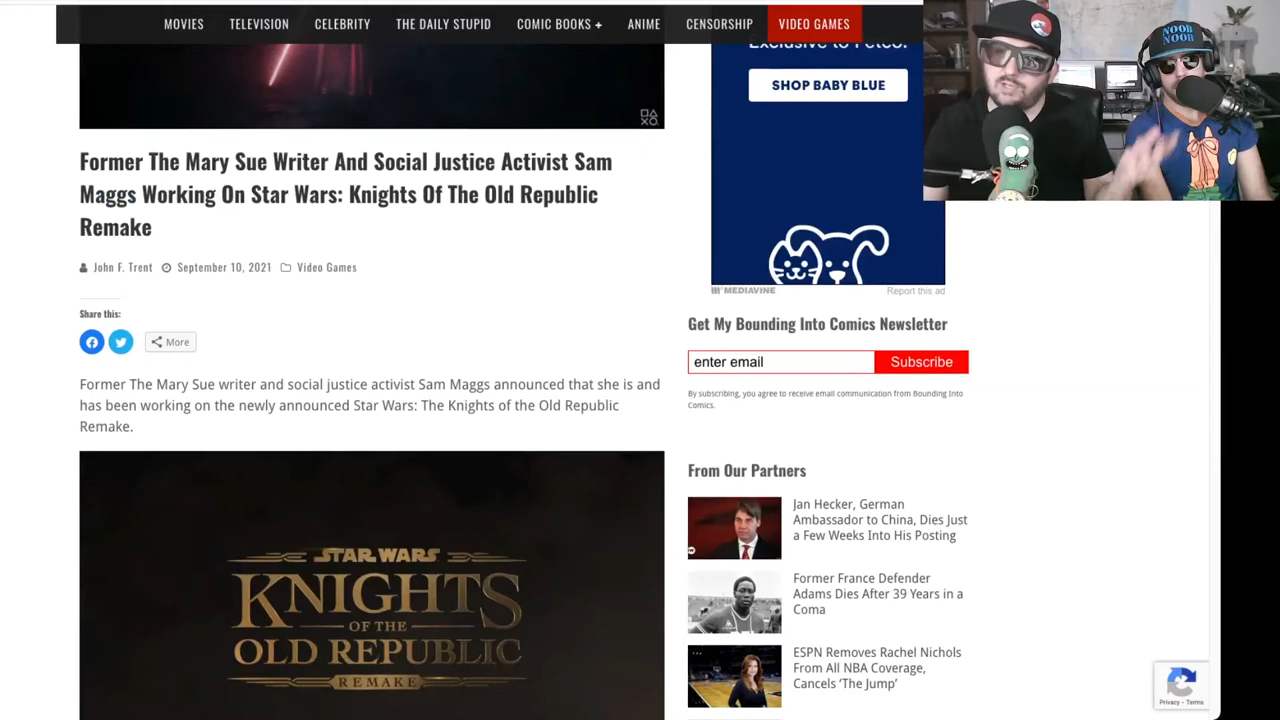 MOVIES TELEVISION CELEBRITY THE DAILY STUPID COMIC BOOKS + ANIME CENSORSHIP VIDEO GAMES
Exclusive to Petco.
SHOP BABY BLUE
NOOB
NOOB
Former The Mary Sue Writer And Social Justice Activist Sam
Maggs Working On Star Wars: Knights Of The Old Republic
Remake
John F. Trent September 10, 2021 Video Games
MEDIAVINE Report this ad
Share this:
More
Get My Bounding Into Comics Newsletter
enter email Subscribe
By subscribing, you agree to receive email communication from Bounding Into
Comics.
Former The Mary Sue writer and social justice activist Sam Maggs announced that she is and
has been working on the newly announced Star Wars: The Knights of the Old Republic
Remake.
STAR WARS
KNIGHTS
OF THE
OLD REPUBLIC
REMAKE
From Our Partners
Jan Hecker, German
Ambassador to China, Dies Just
a Few Weeks Into His Posting
Former France Defender
Adams Dies After 39 Years in a
Coma
ESPN Removes Rachel Nichols
From All NBA Coverage,
Cancels ‘The Jump’
Privacy - Terms